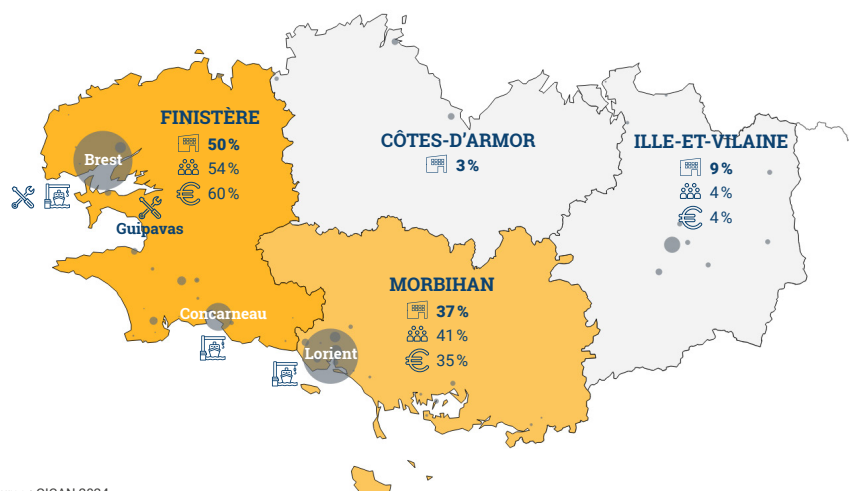 FINISTÈRE
50 %
54 %
60 %
Brest
Guipavas
Concarneau
CÔTES-D'ARMOR
3 %
ILLE-ET-VILAINE
9 %
4 %
4 %
MORBIHAN
37 %
41 %
35 %
Lorient